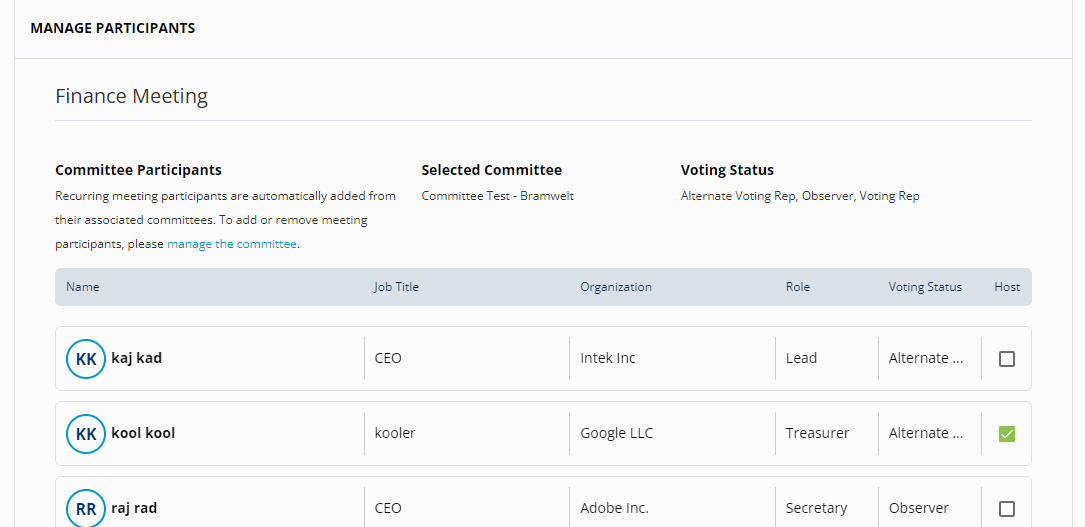 MANAGE PARTICIPANTS
Finance Meeting
Committee Participants
Recurring meeting participants are automatically added from
their associated committees. To add or remove meeting
participants, please manage the committee.
Selected Committee
Committee Test - Bramwelt
Voting Status
Alternate Voting Rep, Observer, Voting Rep
Name Job Title Organization Role Voting Status Host
KK kaj kad CEO Intek Inc Lead Alternate ...
KK kool kool kooler Google LLC Treasurer Alternate ...
RR raj rad CEO Adobe Inc. Secretary Observer